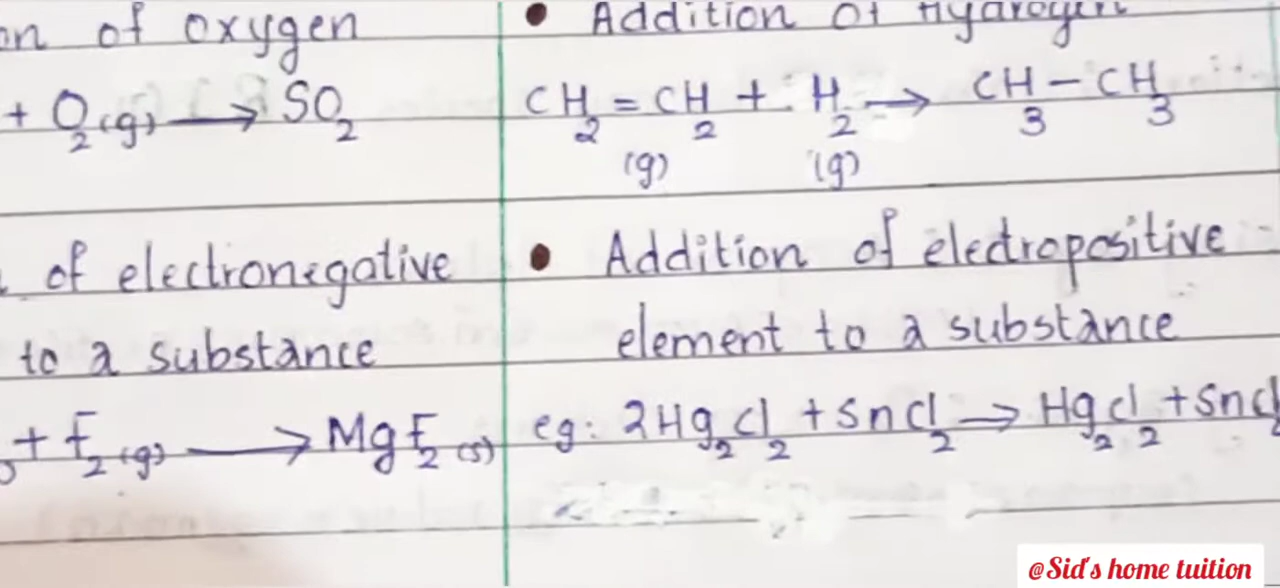 on of oxygen
+ O₂(g) → SO₂
of electronegative
to a substance
+ F₂(g) → MgF₂(s)
• Addition of Hydrogen
CH₂ = CH₂ + H₂ → CH₃ - CH₃
(g) (g)
• Addition of electropositive
element to a substance
eg: 2Hg₂Cl₂ + SnCl₂ → Hg₂Cl₂ + SnCl
@Sid's home tuition